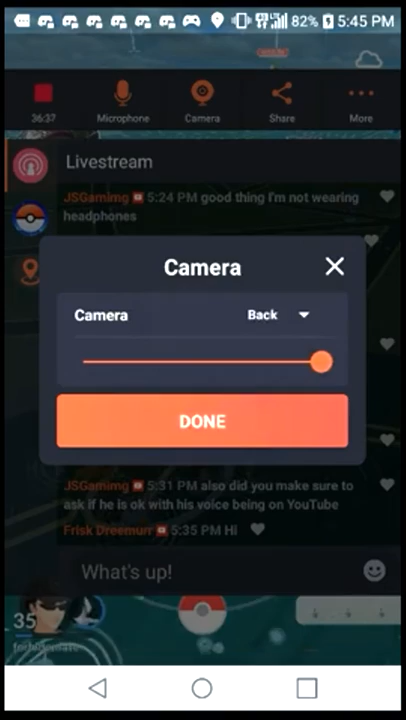 82% 5:45 PM
36:37 Microphone Camera Share More
Livestream
JSGamimg 5:24 PM good thing I'm not wearing
headphones
Camera
Camera Back
DONE
JSGamimg 5:31 PM also did you make sure to
ask if he is ok with his voice being on YouTube
Frisk Dreemurr 5:35 PM Hi
What's up!
35